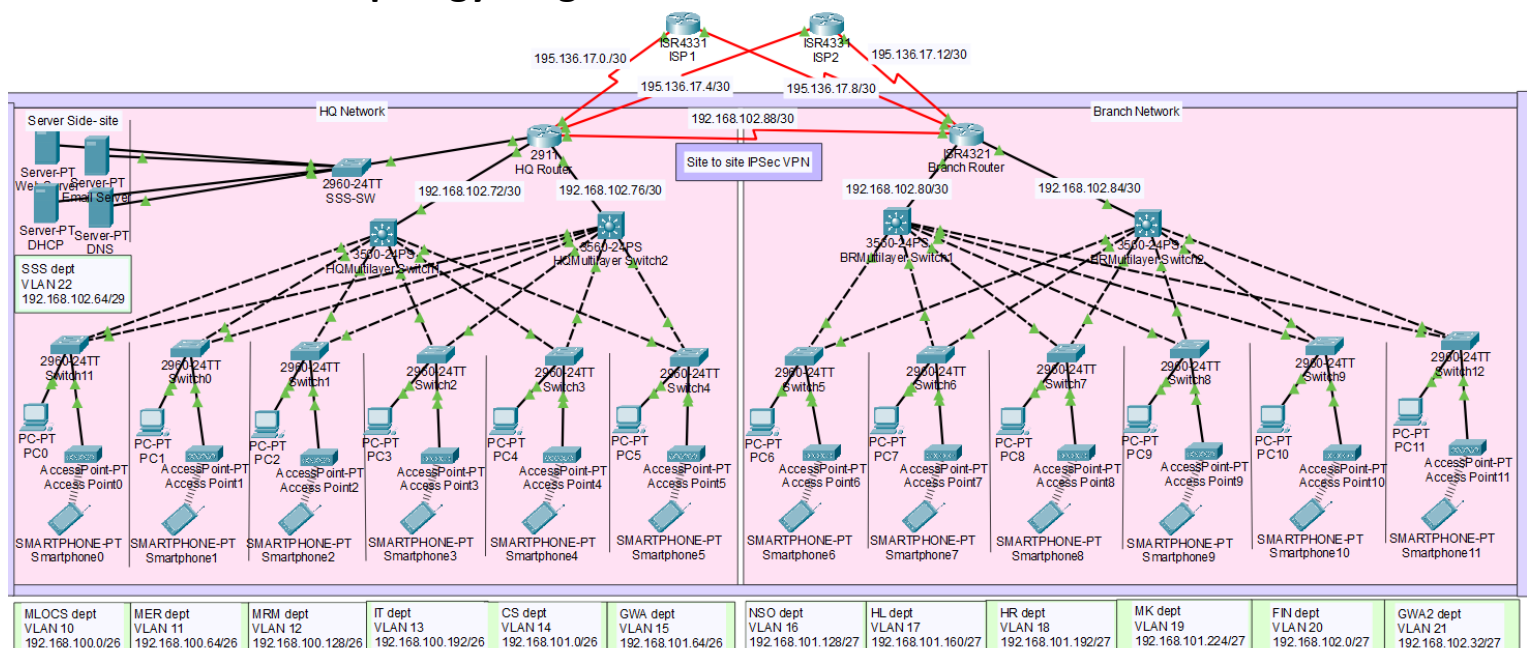 ISR4331
ISP1
ISR4331
ISP2
195.136.17.0./30
195.136.17.12/30
195.136.17.4/30
195.136.17.8/30
HQ Network
Branch Network
192.168.102.88/30
Server Side- site
Server-PT
Web Server
Server-PT
Email Server
Server-PT
DHCP
Server-PT
DNS
2960-24TT
SSS-SW
2911
HQ Router
Site to site IPSec VPN
ISR4321
Branch Router
192.168.102.72/30
192.168.102.76/30
192.168.102.80/30
192.168.102.84/30
3560-24PS
HQMultilayer Switch1
3560-24PS
HQMultilayer Switch2
3560-24PS
BRMultilayer Switch1
3560-24PS
BRMultilayer Switch2
SSS dept
VLAN 22
192.168.102.64/29
2960-24TT
Switch11
2960-24TT
Switch0
2960-24TT
Switch1
2960-24TT
Switch2
2960-24TT
Switch3
2960-24TT
Switch4
2960-24TT
Switch5
2960-24TT
Switch6
2960-24TT
Switch7
2960-24TT
Switch8
2960-24TT
Switch9
2960-24TT
Switch12
PC-PT
PC0
PC-PT
PC1
PC-PT
PC2
PC-PT
PC3
PC-PT
PC4
PC-PT
PC5
PC-PT
PC6
PC-PT
PC7
PC-PT
PC8
PC-PT
PC9
PC-PT
PC10
PC-PT
PC11
AccessPoint-PT
Access Point0
AccessPoint-PT
Access Point1
AccessPoint-PT
Access Point2
AccessPoint-PT
Access Point3
AccessPoint-PT
Access Point4
AccessPoint-PT
Access Point5
AccessPoint-PT
Access Point6
AccessPoint-PT
Access Point7
AccessPoint-PT
Access Point8
AccessPoint-PT
Access Point9
AccessPoint-PT
Access Point10
AccessPoint-PT
Access Point11
SMARTPHONE-PT
Smartphone0
SMARTPHONE-PT
Smartphone1
SMARTPHONE-PT
Smartphone2
SMARTPHONE-PT
Smartphone3
SMARTPHONE-PT
Smartphone4
SMARTPHONE-PT
Smartphone5
SMARTPHONE-PT
Smartphone6
SMARTPHONE-PT
Smartphone7
SMARTPHONE-PT
Smartphone8
SMARTPHONE-PT
Smartphone9
SMARTPHONE-PT
Smartphone10
SMARTPHONE-PT
Smartphone11
MLOCS dept
VLAN 10
192.168.100.0/26
MER dept
VLAN 11
192.168.100.64/26
MRM dept
VLAN 12
192.168.100.128/26
IT dept
VLAN 13
192.168.100.192/26
CS dept
VLAN 14
192.168.101.0/26
GWA dept
VLAN 15
192.168.101.64/26
NSO dept
VLAN 16
192.168.101.128/27
HL dept
VLAN 17
192.168.101.160/27
HR dept
VLAN 18
192.168.101.192/27
MK dept
VLAN 19
192.168.101.224/27
FIN dept
VLAN 20
192.168.102.0/27
GWA2 dept
VLAN 21
192.168.102.32/27